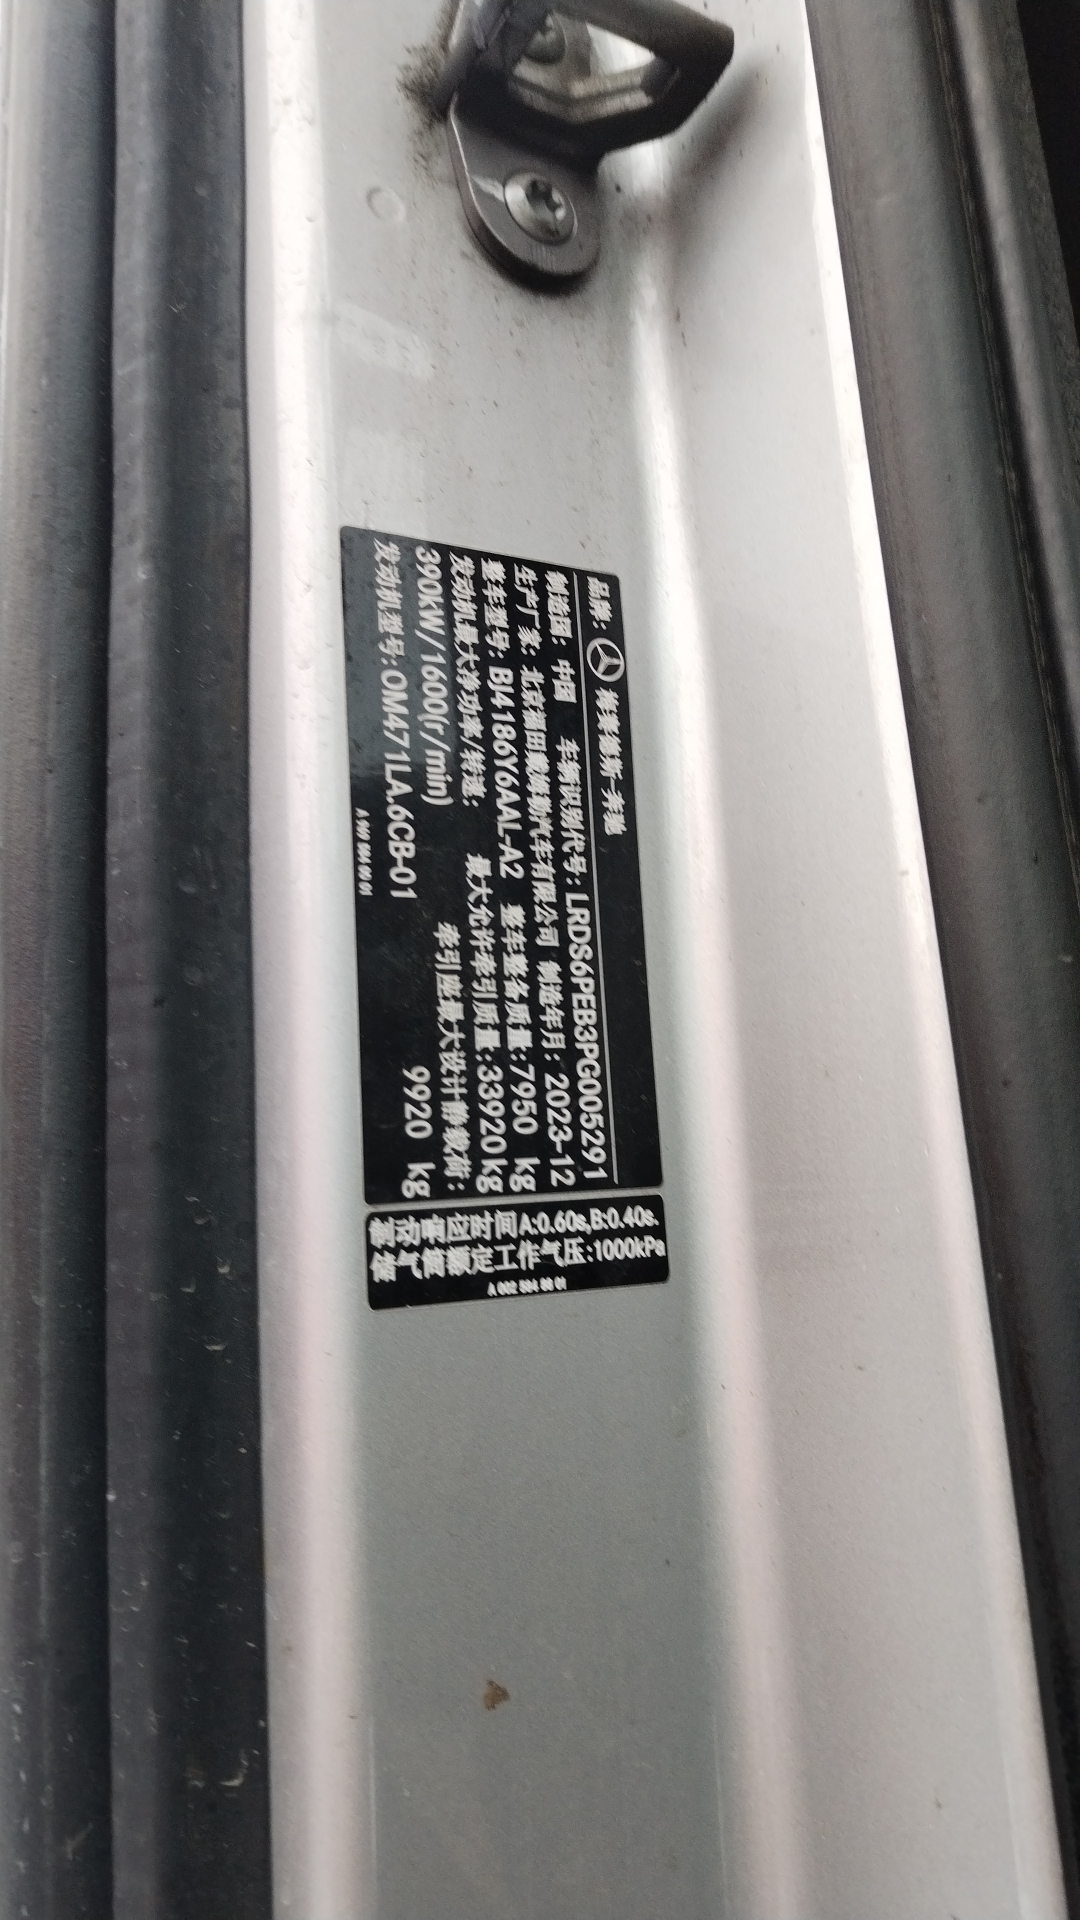 品牌: 梅赛德斯-奔驰
制造国: 中国 车辆识别代号: LRDS6PEB3PG005291
生产厂家: 北京福田戴姆勒汽车有限公司 制造年月: 2023-12
整车型号: BJ4186Y6AAL-A2 整车整备质量:7950 kg
发动机最大净功率/转速: 最大允许牵引质量:33920kg
390kW/1600(r/min) 牵引座最大设计静载荷:
发动机型号:OM471LA.6CB-01 9920 kg
制动响应时间A:0.60s,B:0.40s.
储气筒额定工作气压:1000kPa